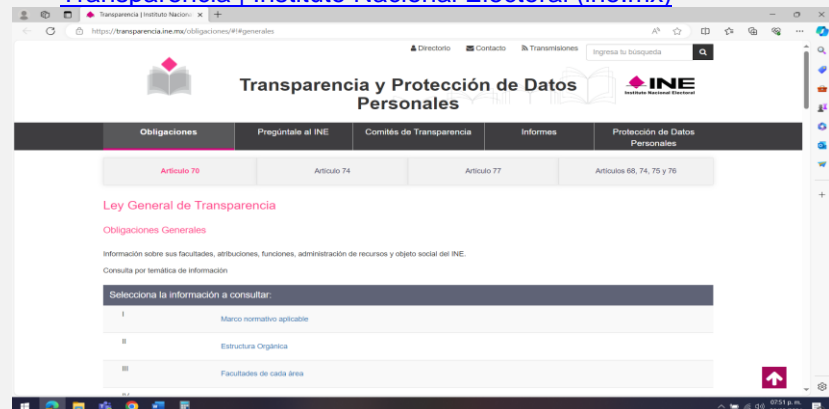 Transparencia | Instituto Nacional Electoral (ine.mx)
Transparencia | Instituto Naciona
https://transparencia.ine.mx/obligaciones/#!#generales
Directorio Contacto Transmisiones Ingresa tu búsqueda
Transparencia y Protección de Datos
Personales
INE
Instituto Nacional Electoral
Obligaciones Pregúntale al INE Comités de Transparencia Informes Protección de Datos
Personales
Artículo 70 Artículo 74 Artículo 77 Artículos 68, 74, 75 y 76
Ley General de Transparencia
Obligaciones Generales
Información sobre sus facultades, atribuciones, funciones, administración de recursos y objeto social del INE.
Consulta por temática de información
Selecciona la información a consultar:
I Marco normativo aplicable
II Estructura Orgánica
III Facultades de cada área
07:51 p. m.